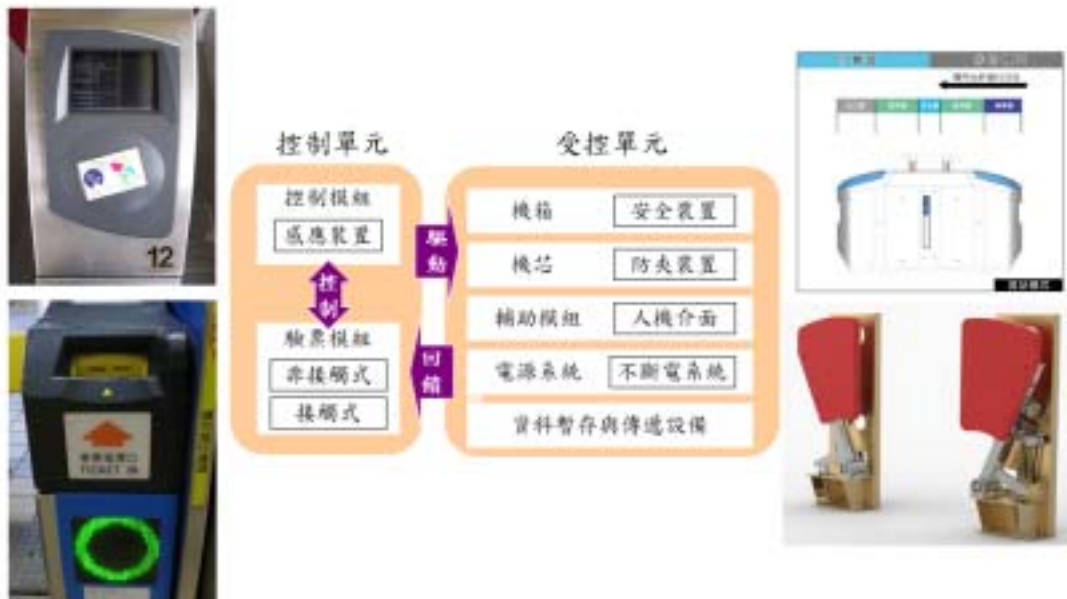 12
TICKET IN
控制單元
控制模組
感應裝置
控制
驗票模組
非接觸式
接觸式
驅動
回饋
受控單元
機箱 安全裝置
機芯 防夾裝置
輔助模組 人機介面
電源系統 不斷電系統
資料暫存與傳遞設備